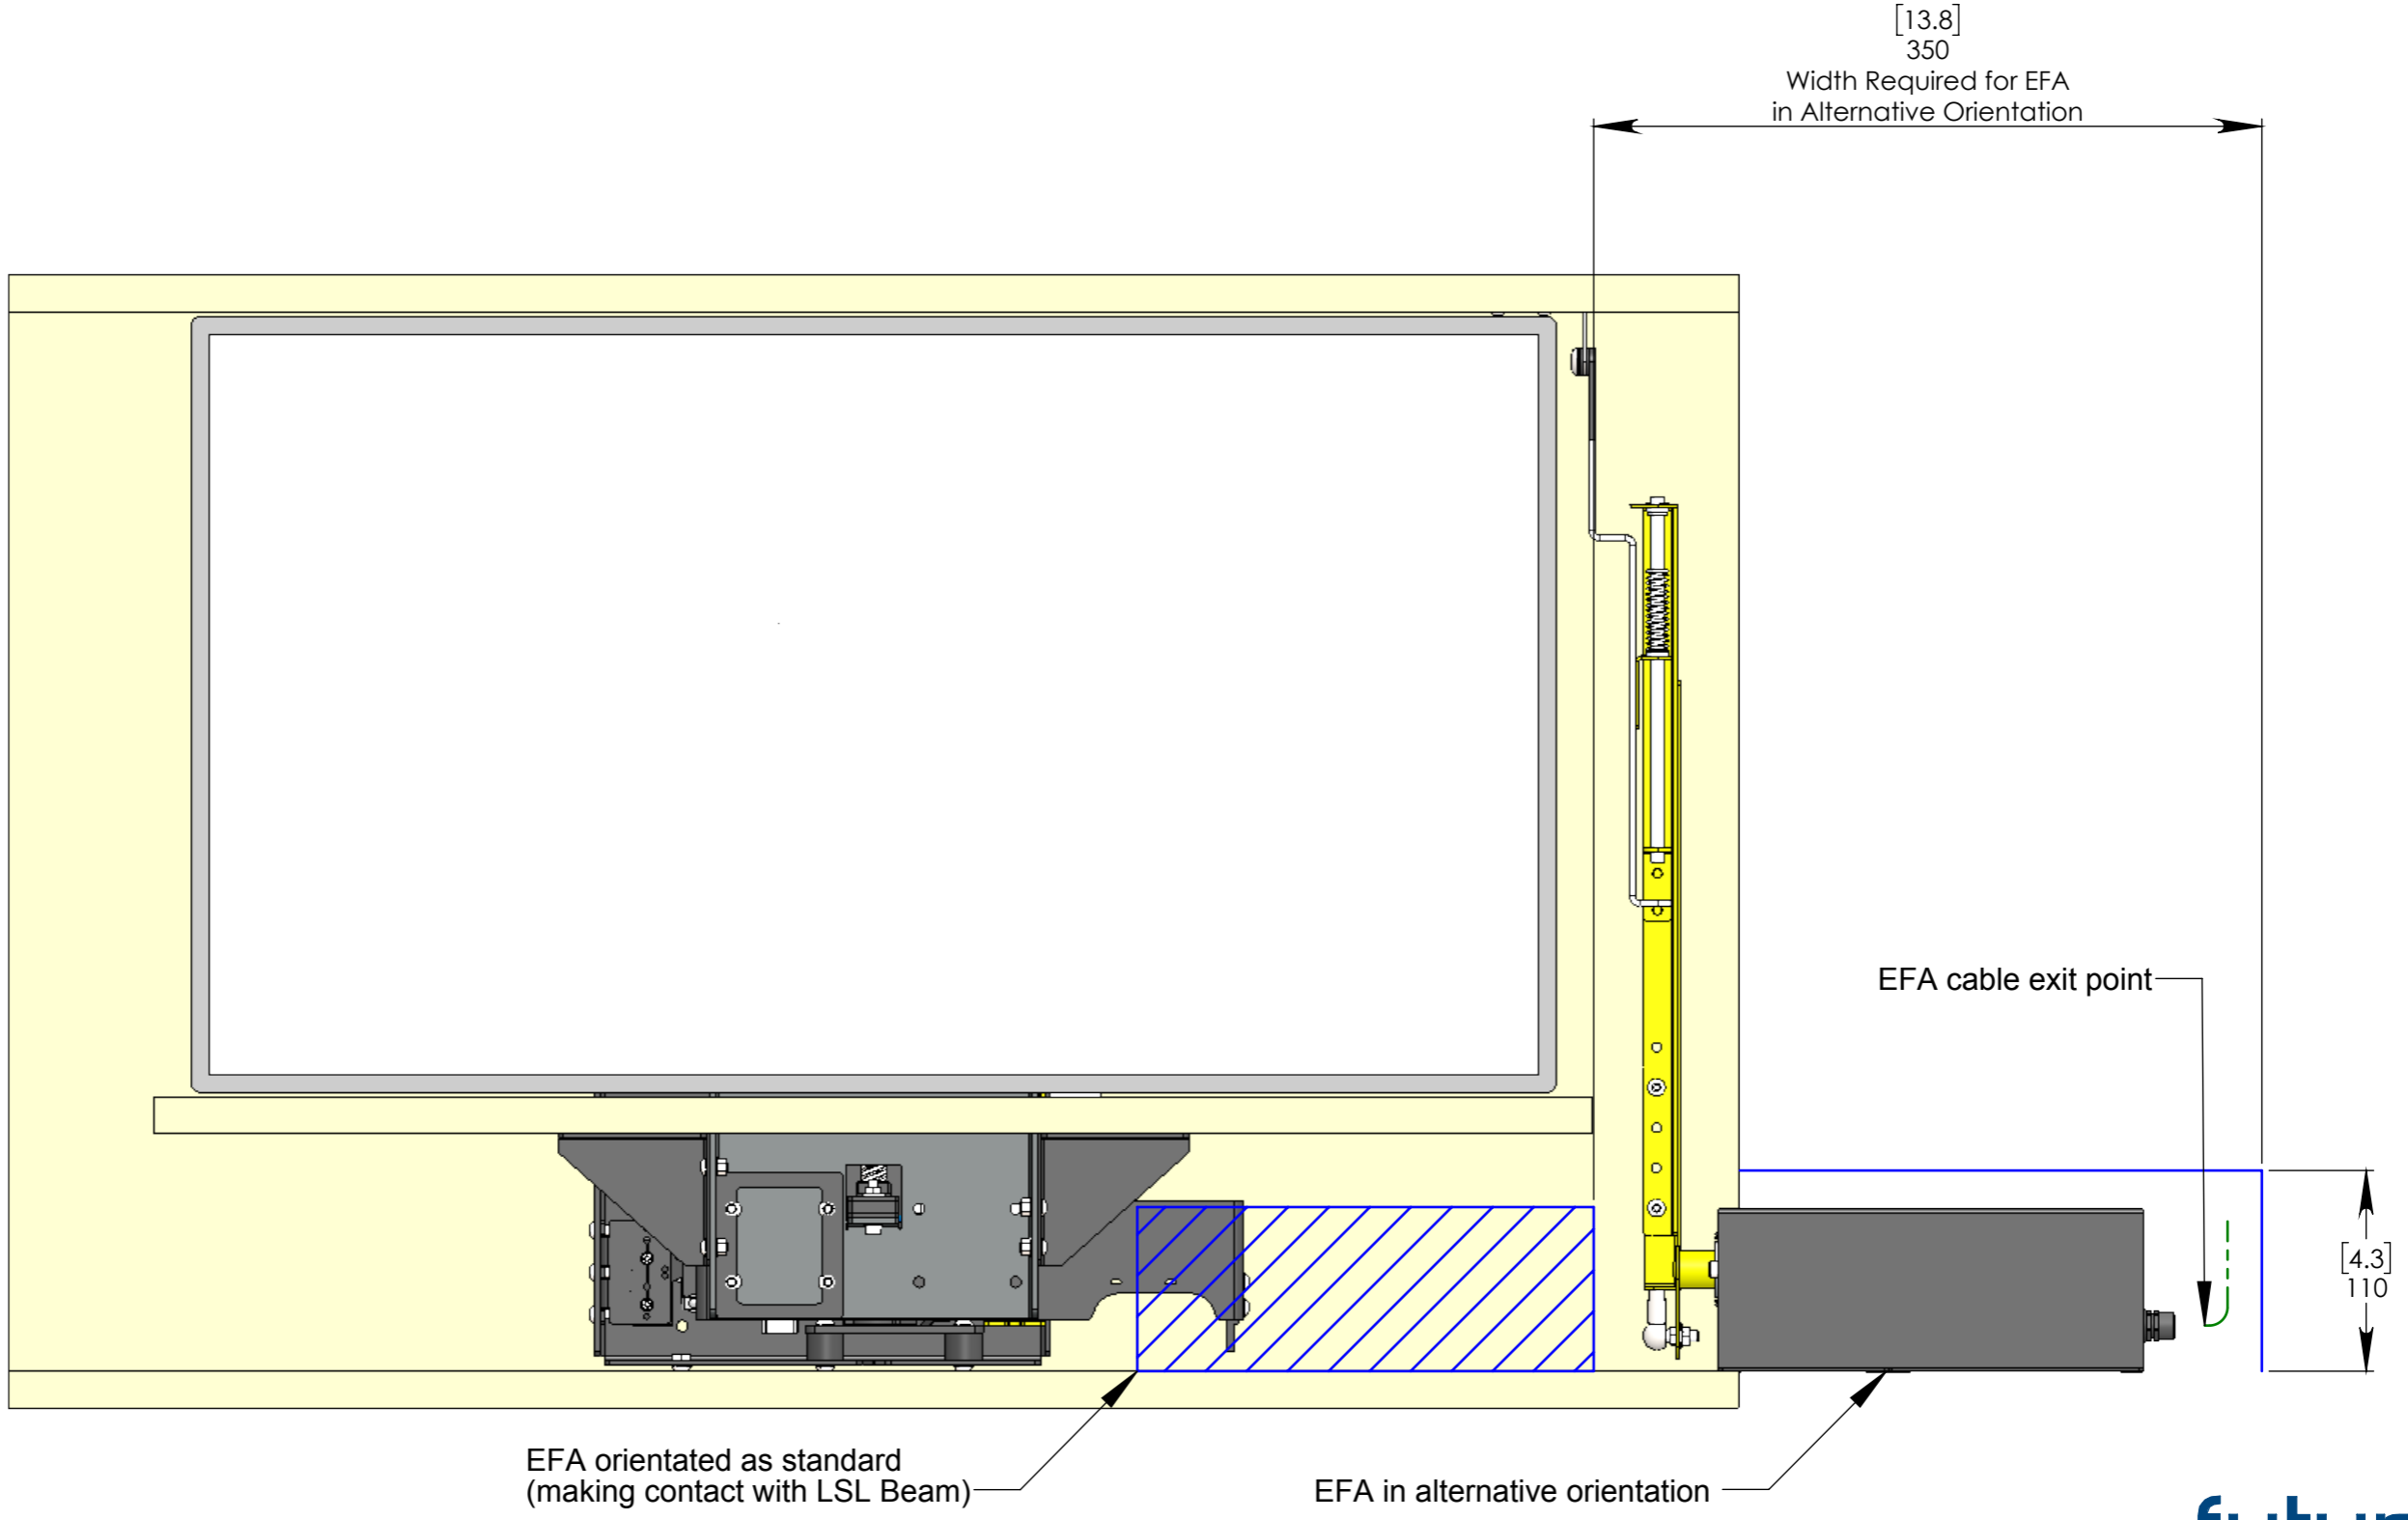 [13.8]
350
Width Required for EFA
in Alternative Orientation
EFA cable exit point
[4.3]
110
EFA orientated as standard
(making contact with LSL Beam)
EFA in alternative orientation